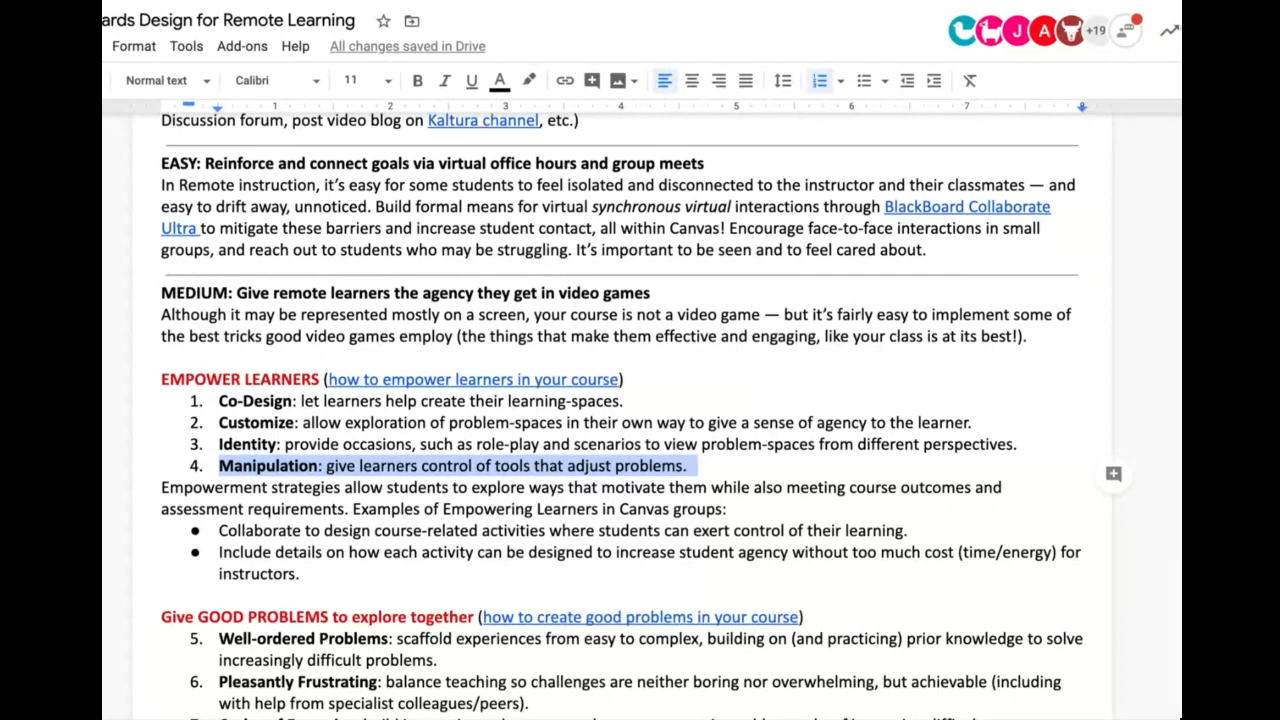 ards Design for Remote Learning
Format Tools Add-ons Help All changes saved in Drive
J A +19
Normal text Calibri 11 B I U A
1 2 3 4 5 6 7 8
Discussion forum, post video blog on Kaltura channel, etc.)
EASY: Reinforce and connect goals via virtual office hours and group meets
In Remote instruction, it's easy for some students to feel isolated and disconnected to the instructor and their classmates — and
easy to drift away, unnoticed. Build formal means for virtual synchronous virtual interactions through BlackBoard Collaborate
Ultra to mitigate these barriers and increase student contact, all within Canvas! Encourage face-to-face interactions in small
groups, and reach out to students who may be struggling. It's important to be seen and to feel cared about.
MEDIUM: Give remote learners the agency they get in video games
Although it may be represented mostly on a screen, your course is not a video game — but it's fairly easy to implement some of
the best tricks good video games employ (the things that make them effective and engaging, like your class is at its best!).
EMPOWER LEARNERS (how to empower learners in your course)
1. Co-Design: let learners help create their learning-spaces.
2. Customize: allow exploration of problem-spaces in their own way to give a sense of agency to the learner.
3. Identity: provide occasions, such as role-play and scenarios to view problem-spaces from different perspectives.
4. Manipulation: give learners control of tools that adjust problems.
Empowerment strategies allow students to explore ways that motivate them while also meeting course outcomes and
assessment requirements. Examples of Empowering Learners in Canvas groups:
● Collaborate to design course-related activities where students can exert control of their learning.
● Include details on how each activity can be designed to increase student agency without too much cost (time/energy) for
instructors.
Give GOOD PROBLEMS to explore together (how to create good problems in your course)
5. Well-ordered Problems: scaffold experiences from easy to complex, building on (and practicing) prior knowledge to solve
increasingly difficult problems.
6. Pleasantly Frustrating: balance teaching so challenges are neither boring nor overwhelming, but achievable (including
with help from specialist colleagues/peers).